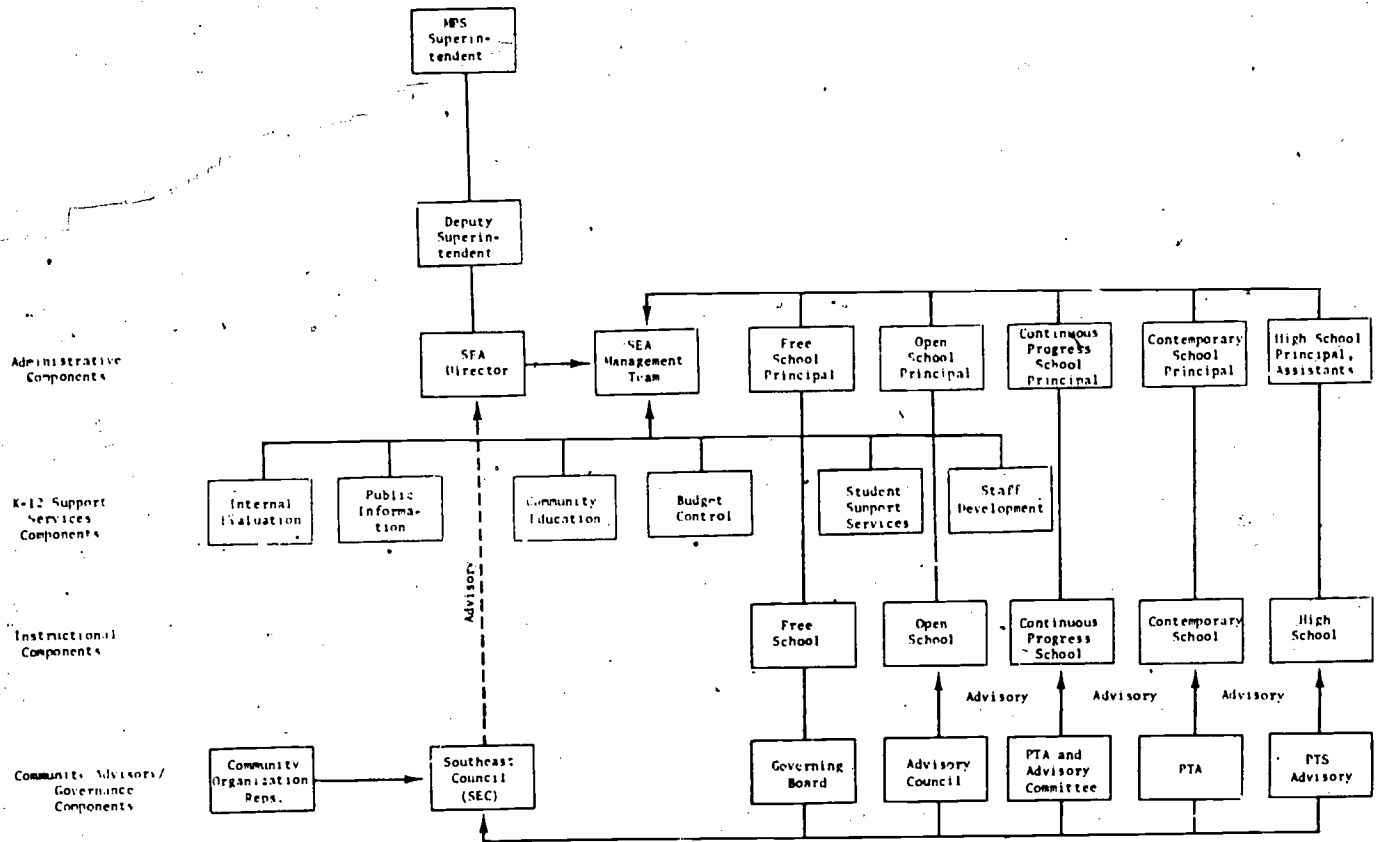 MPS
Superin-
tendent
Deputy
Superin-
tendent
Administrative
Components
SEA
Director
SEA
Management
Team
Free
School
Principal
Open
School
Principal
Continuous
Progress
School
Principal
Contemporary
School
Principal
High School
Principal,
Assistants
K-12 Support
Services
Components
Internal
Evaluation
Public
Informa-
tion
Community
Education
Budget
Control
Student
Support
Services
Staff
Development
Advisory
Instructional
Components
Free
School
Open
School
Continuous
Progress
School
Contemporary
School
High
School
Advisory
Advisory
Advisory
Advisory
Community Advisory/
Governance
Components
Community
Organization
Reps.
Southeast
Council
(SEC)
Governing
Board
Advisory
Council
PTA and
Advisory
Committee
PTA
PTS
Advisory